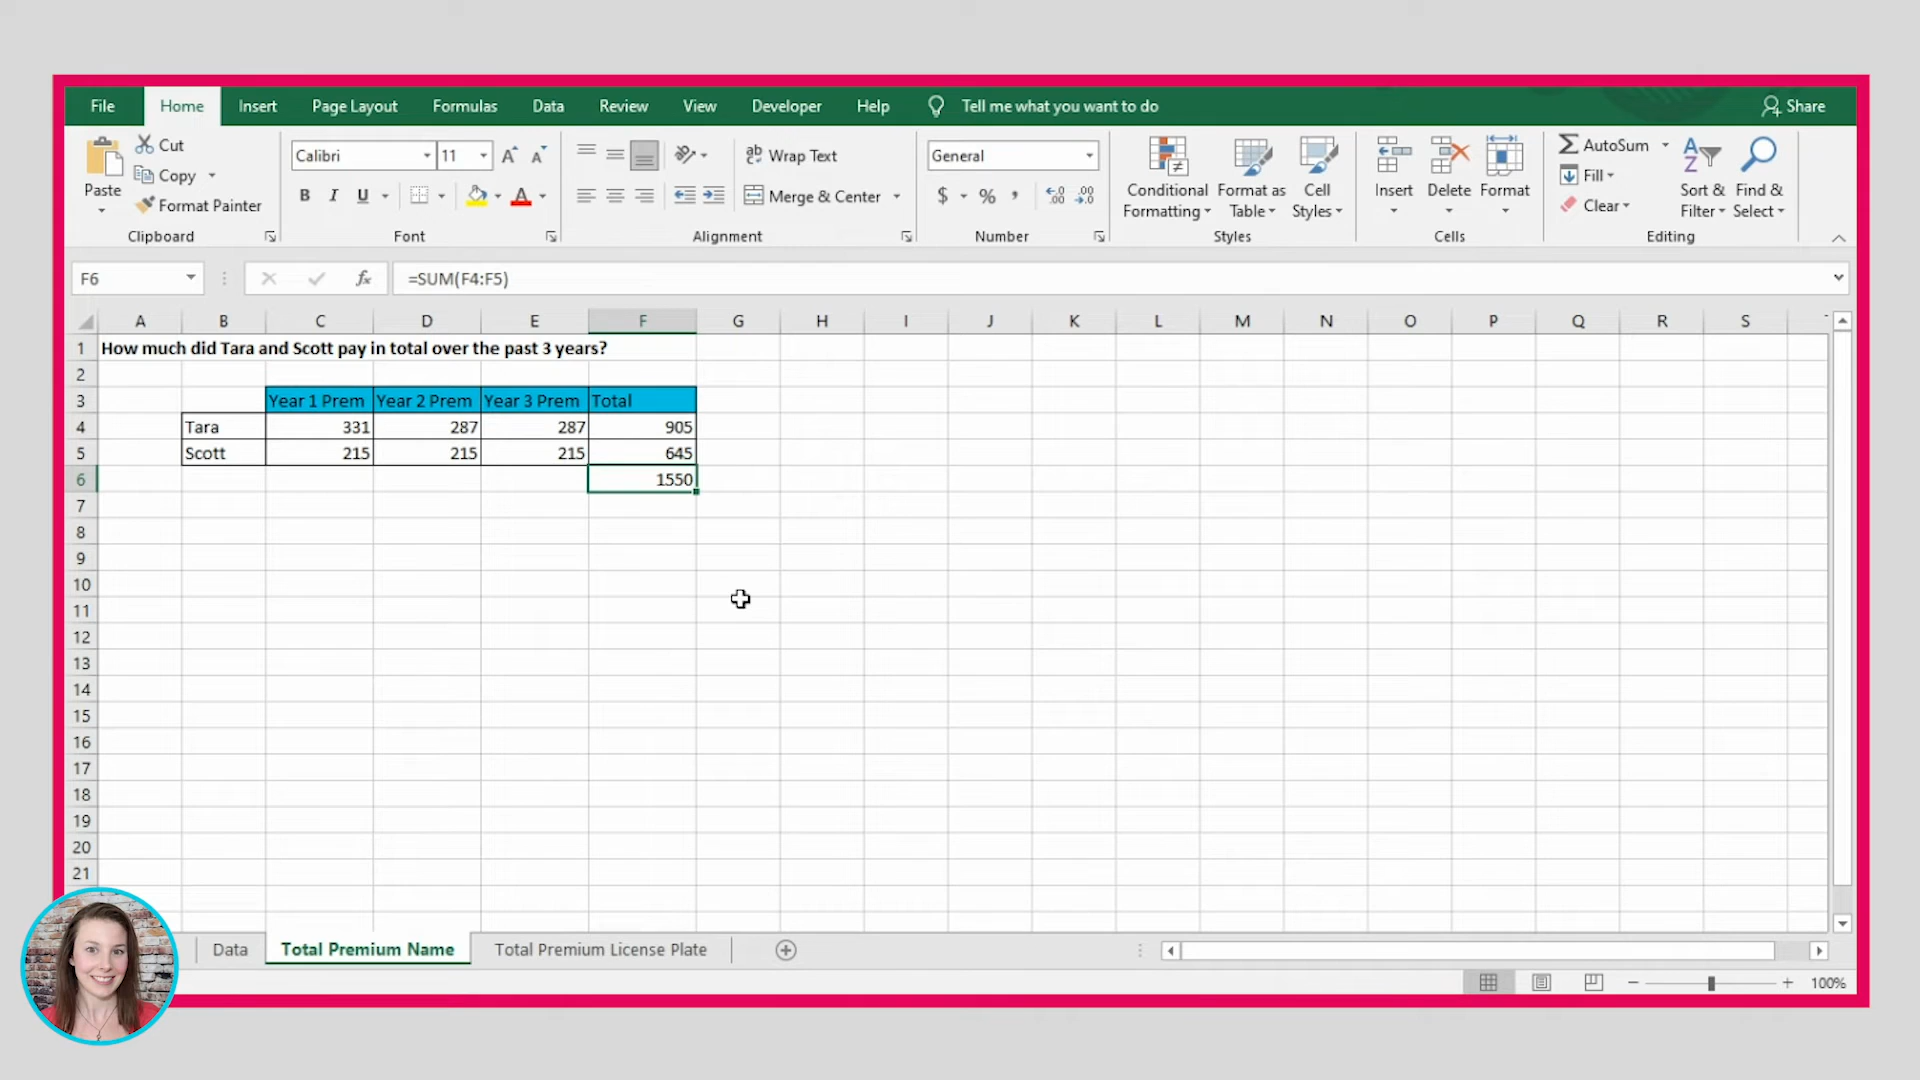 File Home Insert Page Layout Formulas Data Review View Developer Help Tell me what you want to do Share
Paste
Cut
Copy
Format Painter
Clipboard
Calibri 11
B I U
Font
Wrap Text
Merge & Center
Alignment
General
$ % ,
Number
Conditional Formatting
Format as Table
Cell Styles
Styles
Insert Delete Format
Cells
AutoSum
Fill
Clear
Sort & Filter
Find & Select
Editing
F6 fx =SUM(F4:F5)
A B C D E F G H I J K L M N O P Q R S
1 How much did Tara and Scott pay in total over the past 3 years?
2
3 Year 1 Prem Year 2 Prem Year 3 Prem Total
4 Tara 331 287 287 905
5 Scott 215 215 215 645
6 1550
7
8
9
10
11
12
13
14
15
16
17
18
19
20
21
Data Total Premium Name Total Premium License Plate
100%